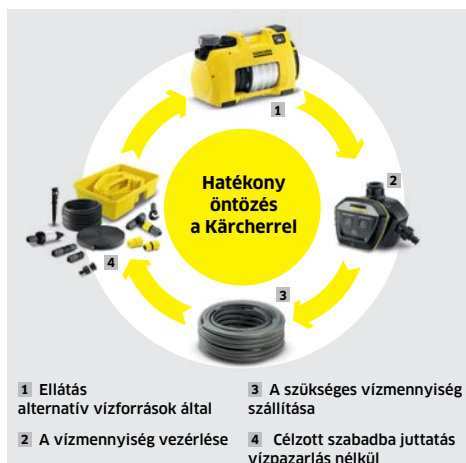 1
2
Hatékony
öntözés
a Kärcherrel
4
3
1 Ellátás
alternatív vízforrások által
2 A vízmennyiség vezérlése
3 A szükséges vízmennyiség
szállítása
4 Célzott szabadba juttatás
vízpazarlás nélkül